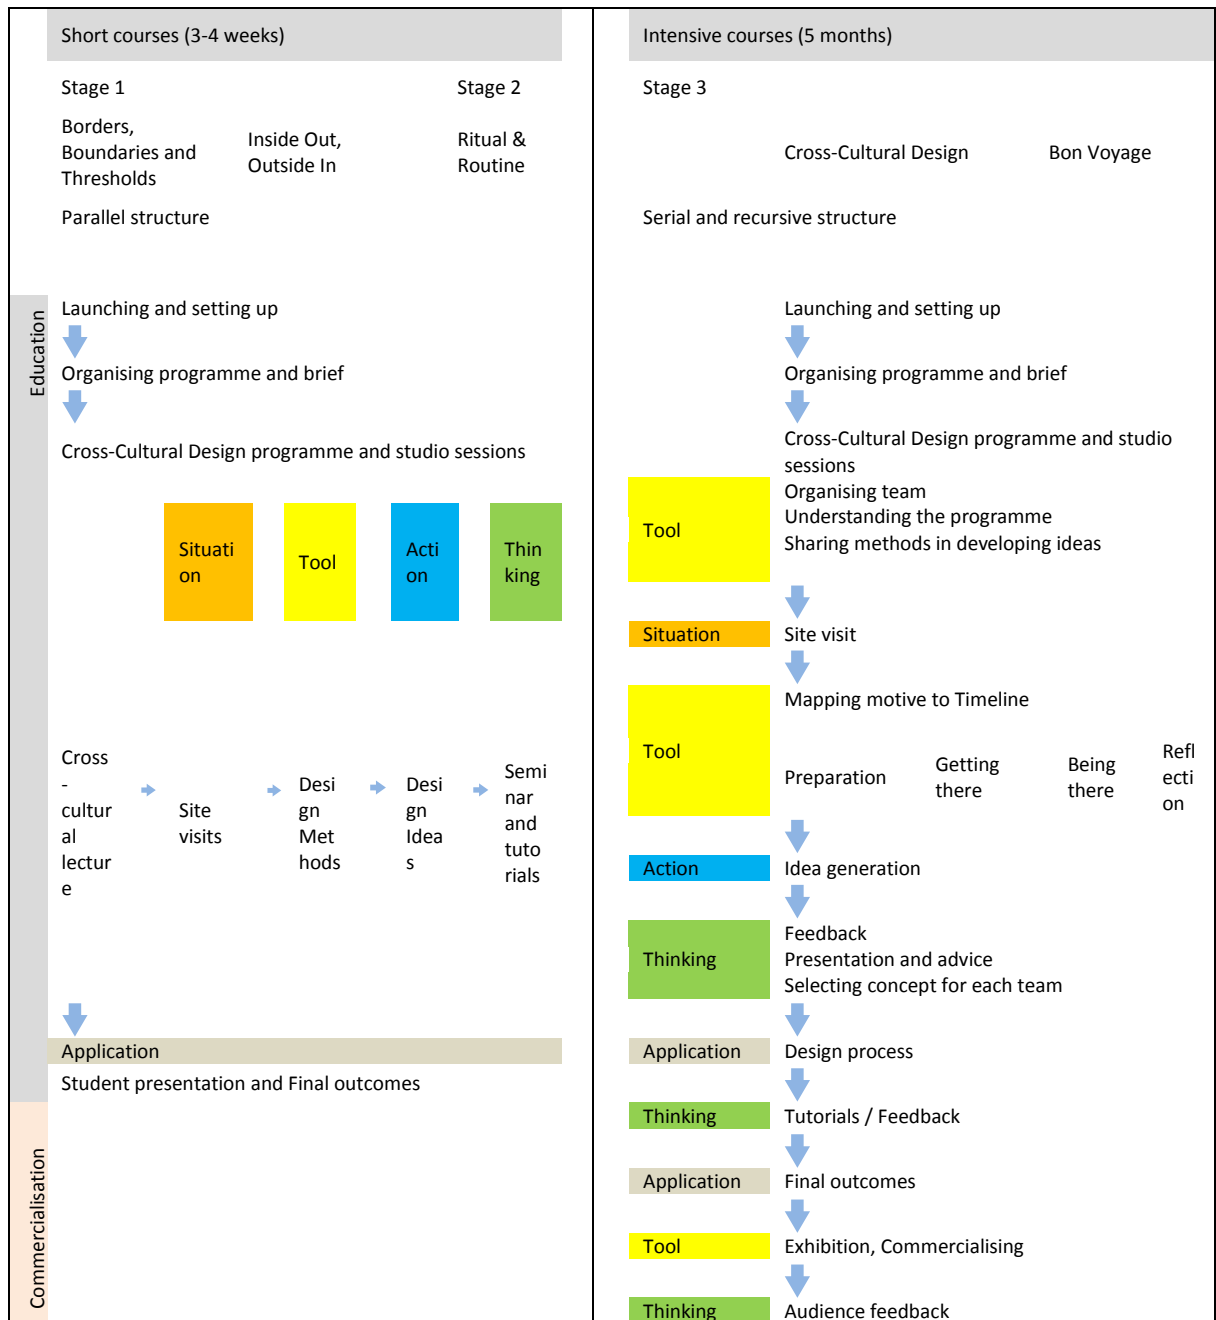 Short courses (3-4 weeks)
Stage 1
Stage 2
Borders,
Boundaries and
Thresholds
Inside Out,
Outside In
Ritual &
Routine
Parallel structure
Education
Launching and setting up
Organising programme and brief
Cross-Cultural Design programme and studio sessions
Situati
on
Tool
Acti
on
Thin
king
Cross
-
cultur
al
lectur
e
Site
visits
Desi
gn
Met
hods
Desi
gn
Idea
s
Semi
nar
and
tuto
rials
Application
Student presentation and Final outcomes
Commercialisation
Intensive courses (5 months)
Stage 3
Cross-Cultural Design
Bon Voyage
Serial and recursive structure
Launching and setting up
Organising programme and brief
Cross-Cultural Design programme and studio
sessions
Tool
Organising team
Understanding the programme
Sharing methods in developing ideas
Situation
Site visit
Tool
Mapping motive to Timeline
Preparation
Getting
there
Being
there
Refl
ecti
on
Action
Idea generation
Thinking
Feedback
Presentation and advice
Selecting concept for each team
Application
Design process
Thinking
Tutorials / Feedback
Application
Final outcomes
Tool
Exhibition, Commercialising
Thinking
Audience feedback